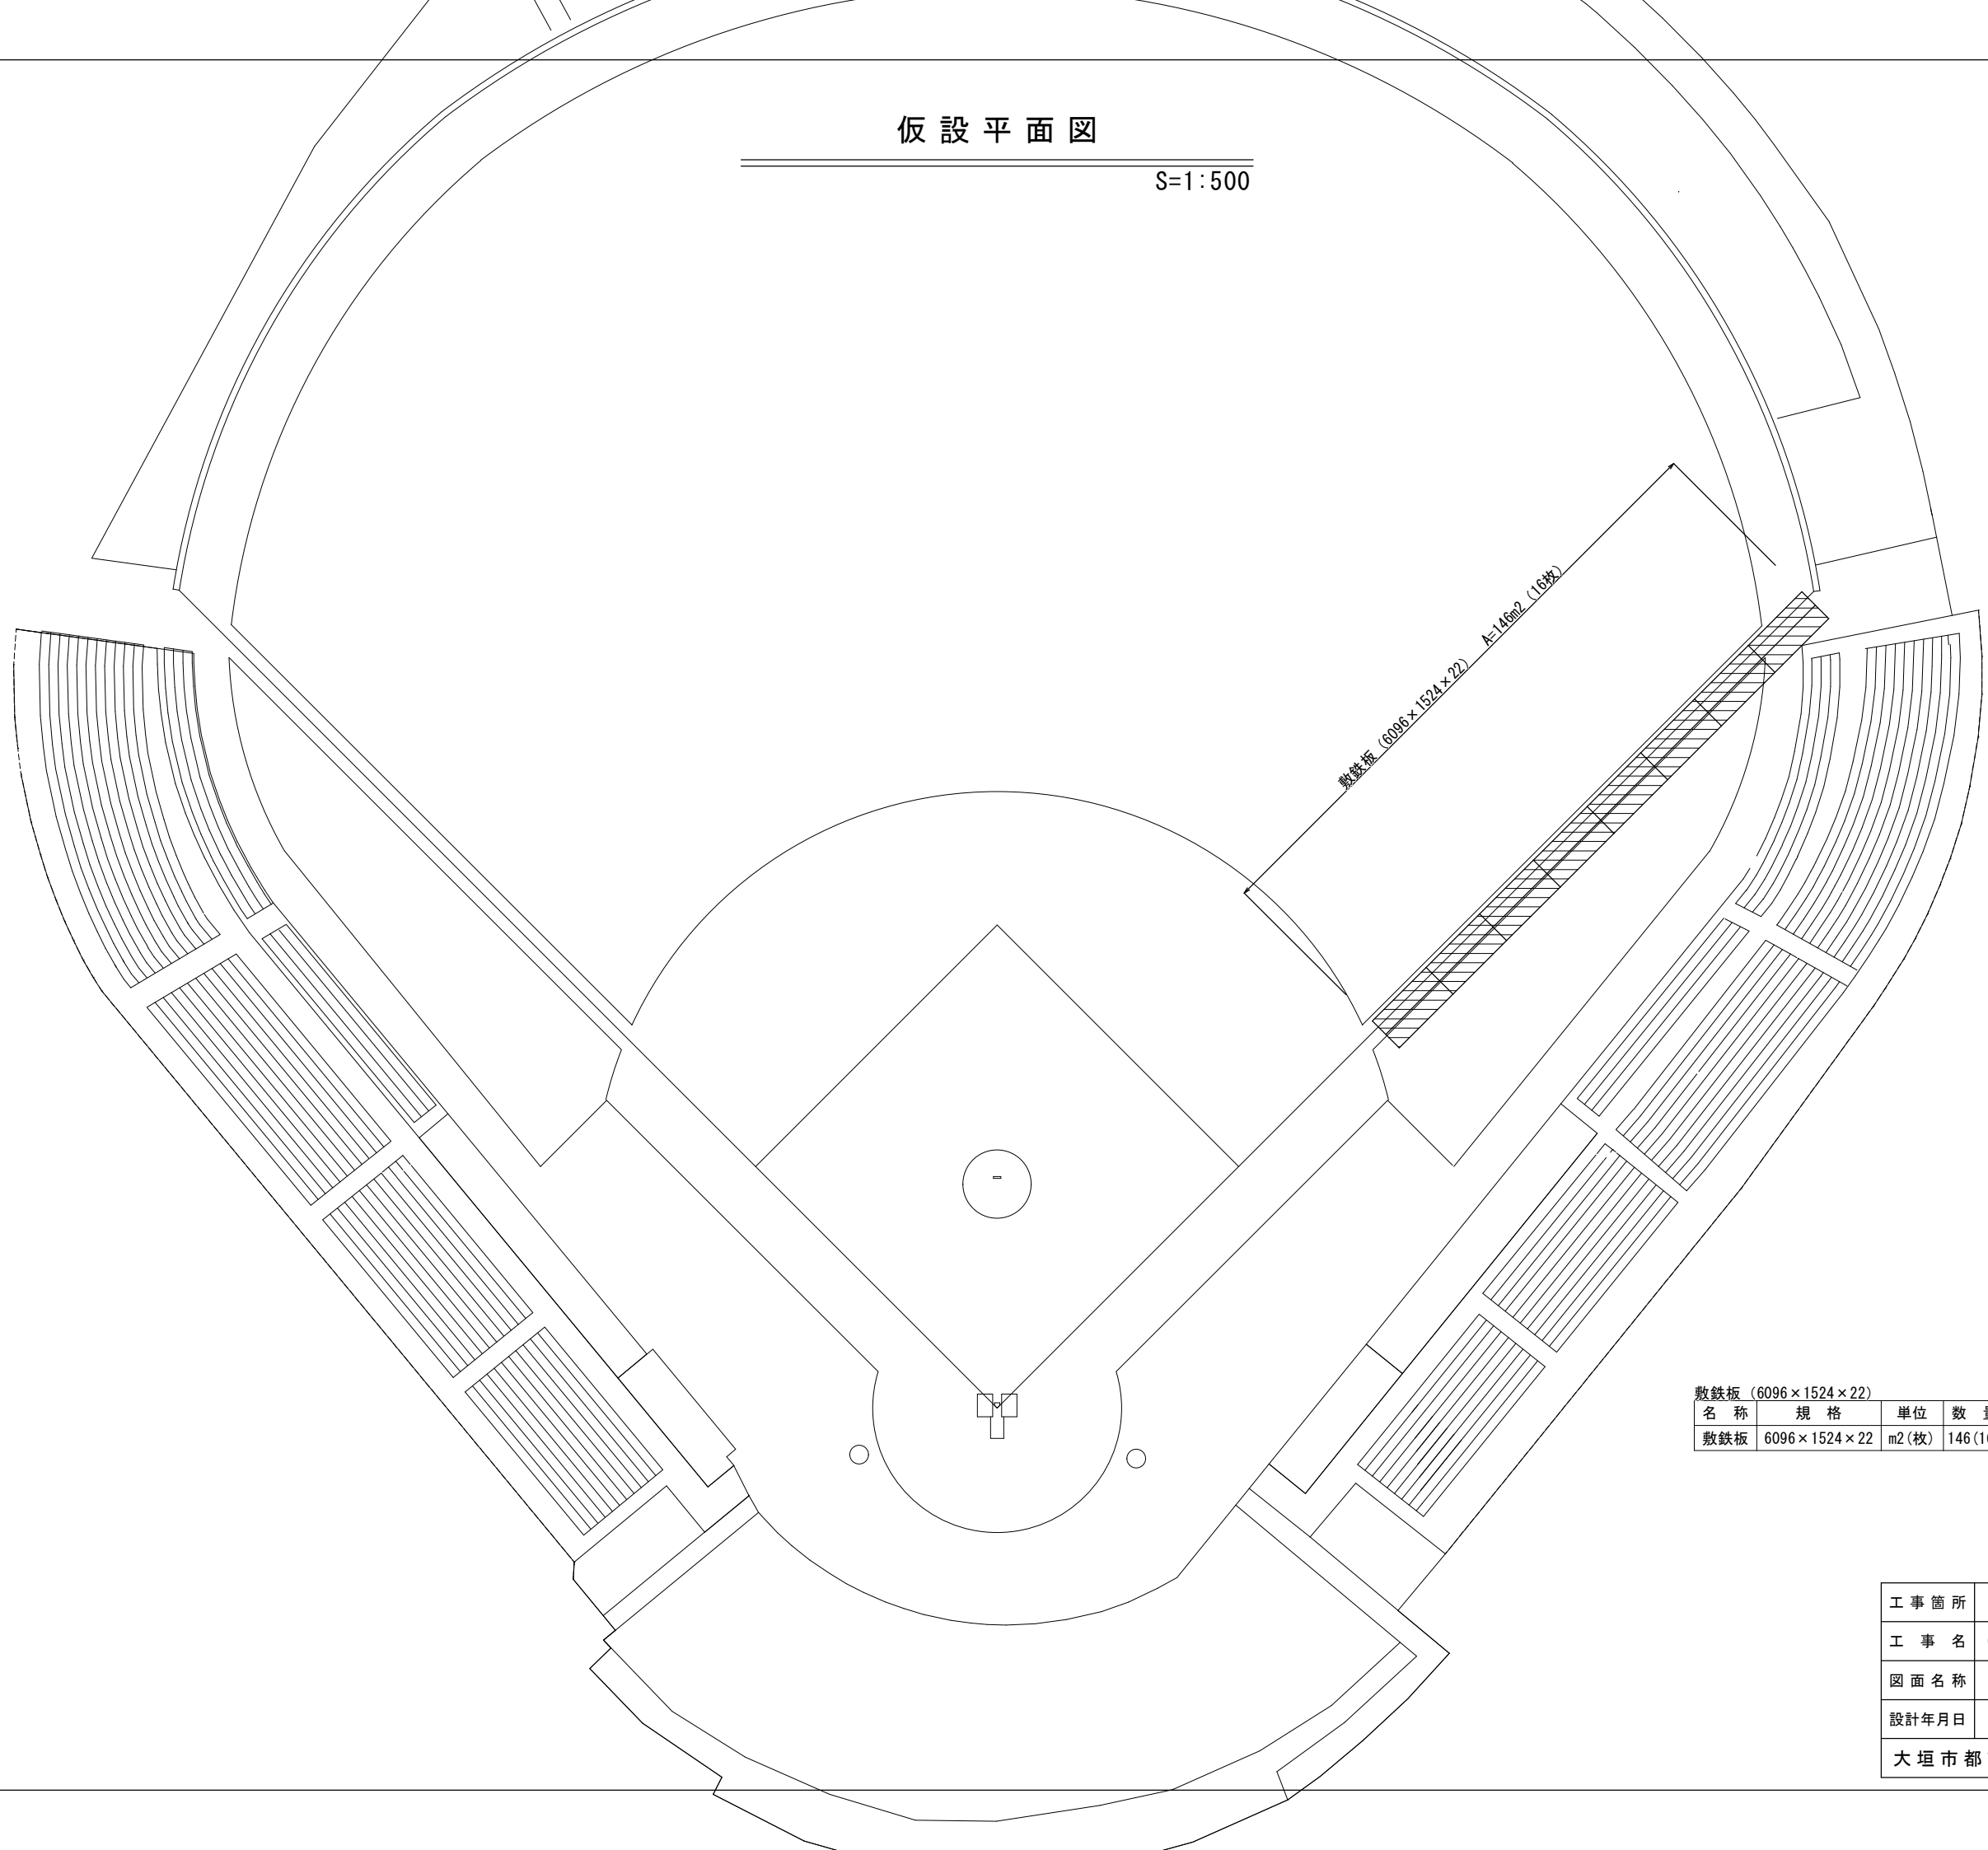 仮設平面図
S=1:500
敷鉄板（6096×1524×22） A=146m2（16枚）
敷鉄板（6096×1524×22）
名 称 規 格 単位 数
敷鉄板 6096×1524×22 m2(枚) 146(1
工事箇所
工 事 名
図面名称
設計年月日
大垣市都